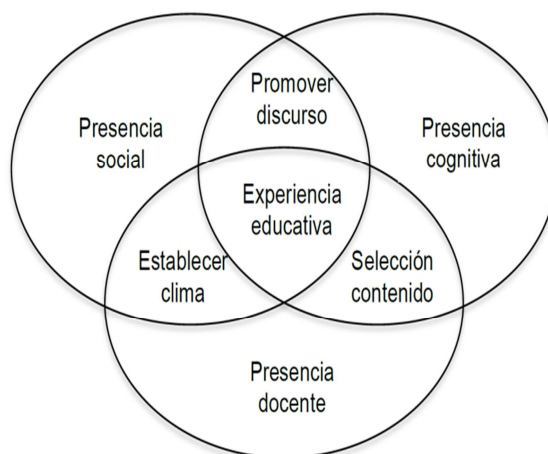 Promover
discurso
Presencia
social
Presencia
cognitiva
Experiencia
educativa
Establecer
clima
Selección
contenido
Presencia
docente